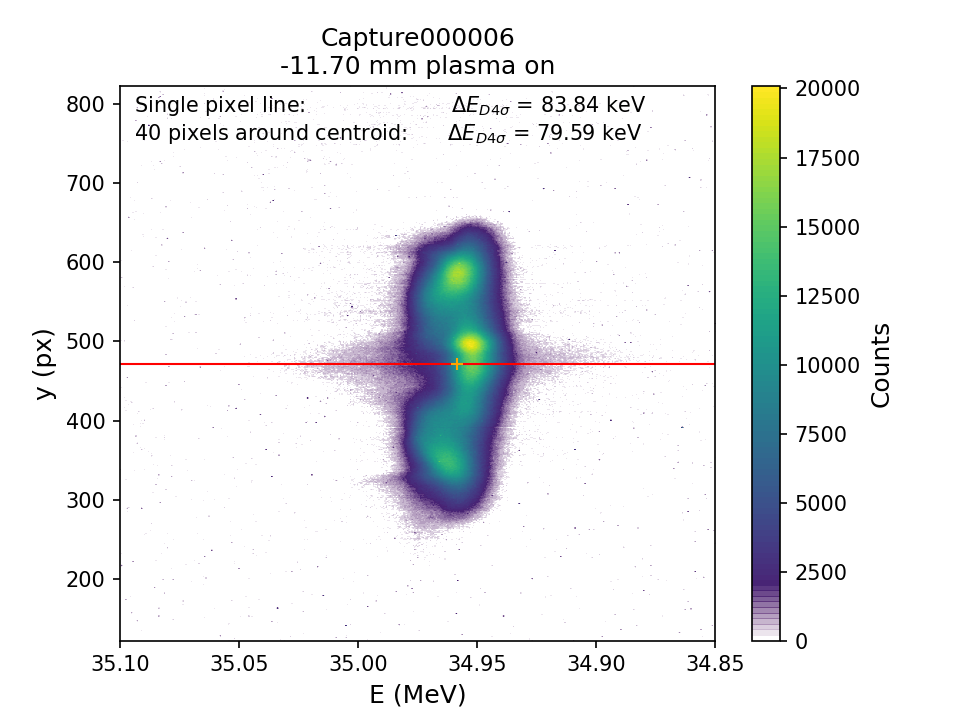 Capture000006
-11.70 mm plasma on
Single pixel line: ΔE_D4σ = 83.84 keV
40 pixels around centroid: ΔE_D4σ = 79.59 keV
800
700
600
500
400
300
200
y (px)
35.10 35.05 35.00 34.95 34.90 34.85
E (MeV)
20000
17500
15000
12500
10000
7500
5000
2500
0
Counts